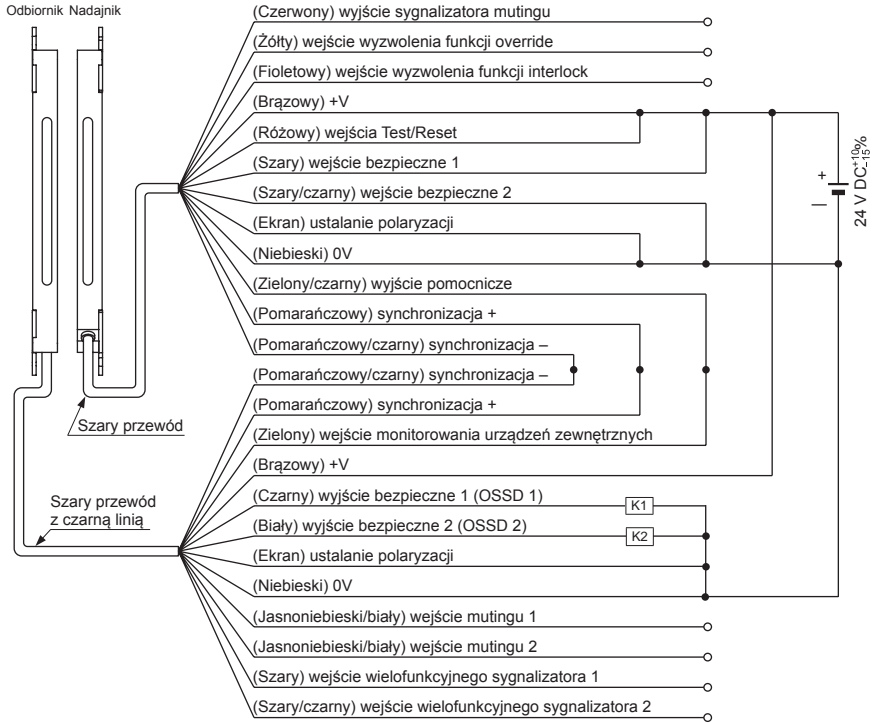 Odbiornik Nadajnik
(Czerwony) wyjście sygnalizatora mutingu
(Żółty) wejście wyzwolenia funkcji override
(Fioletowy) wejście wyzwolenia funkcji interlock
(Brązowy) +V
(Różowy) wejścia Test/Reset
(Szary) wejście bezpieczne 1
(Szary/czarny) wejście bezpieczne 2
(Ekran) ustalanie polaryzacji
(Niebieski) 0V
(Zielony/czarny) wyjście pomocnicze
(Pomarańczowy) synchronizacja +
(Pomarańczowy/czarny) synchronizacja –
(Pomarańczowy/czarny) synchronizacja –
(Pomarańczowy) synchronizacja +
(Zielony) wejście monitorowania urządzeń zewnętrznych
(Brązowy) +V
(Czarny) wyjście bezpieczne 1 (OSSD 1)
K1
(Biały) wyjście bezpieczne 2 (OSSD 2)
K2
(Ekran) ustalanie polaryzacji
(Niebieski) 0V
(Jasnoniebieski/biały) wejście mutingu 1
(Jasnoniebieski/biały) wejście mutingu 2
(Szary) wejście wielofunkcyjnego sygnalizatora 1
(Szary/czarny) wejście wielofunkcyjnego sygnalizatora 2
Szary przewód
Szary przewód
z czarną linią
+
—
24 V DC +10 -15 %